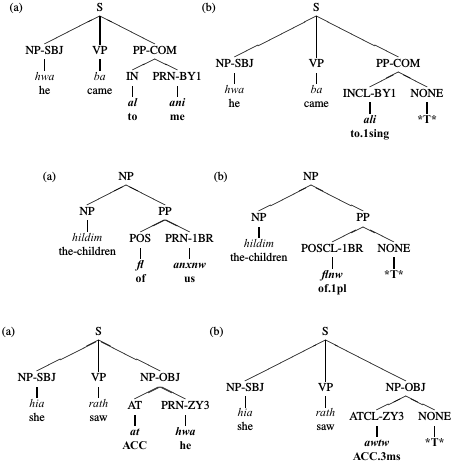 (a) S (b) S
NP-SBJ VP PP-COM NP-SBJ VP PP-COM
hwa ba IN PRN-BY1 hwa ba INCL-BY1 NONE
he came al ani he came ali *T*
to me to.1sing
(a) NP (b) NP
NP PP NP PP
hildim POS PRN-1BR hildim POSCL-1BR NONE
the-children fl anxnw the-children flnw *T*
of us of.1pl
(a) S (b) S
NP-SBJ VP NP-OBJ NP-SBJ VP NP-OBJ
hia rath AT PRN-ZY3 hia rath ATCL-ZY3 NONE
she saw at hwa she saw awtw *T*
ACC he ACC.3ms